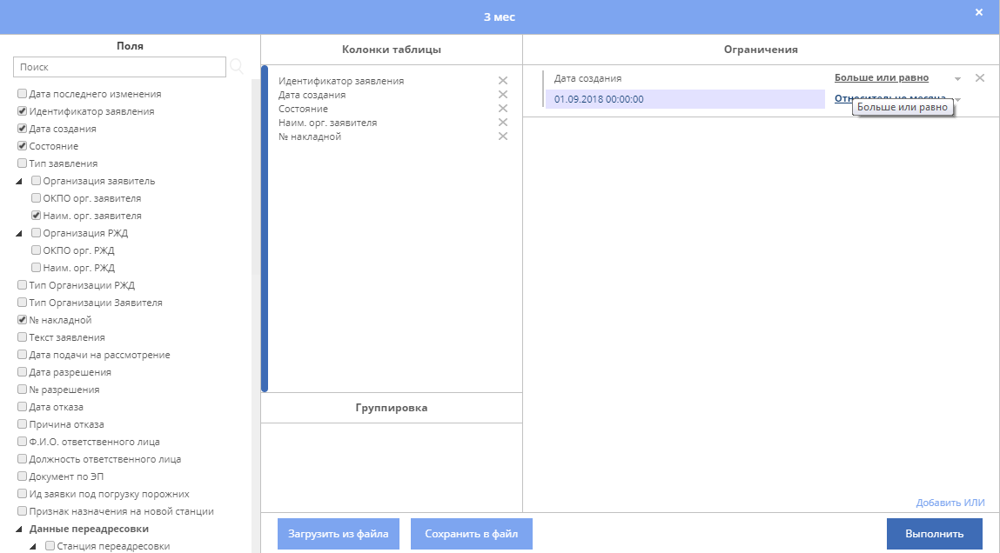 3 мес
Поля
Поиск
Дата последнего изменения
Идентификатор заявления
Дата создания
Состояние
Тип заявления
Организация заявитель
ОКПО орг. заявителя
Наим. орг. заявителя
Организация РЖД
ОКПО орг. РЖД
Наим. орг. РЖД
Тип Организации РЖД
Тип Организации Заявителя
№ накладной
Текст заявления
Дата подачи на рассмотрение
Дата разрешения
№ разрешения
Дата отказа
Причина отказа
Ф.И.О. ответственного лица
Должность ответственного лица
Документ по ЭП
Ид заявки под погрузку порожних
Признак назначения на новой станции
Данные переадресовки
Станция переадресовки
Колонки таблицы
Идентификатор заявления
Дата создания
Состояние
Наим. орг. заявителя
№ накладной
Группировка
Загрузить из файла
Сохранить в файл
Ограничения
Дата создания
Больше или равно
01.09.2018 00:00:00
Относительно месяца
Больше или равно
Добавить ИЛИ
Выполнить